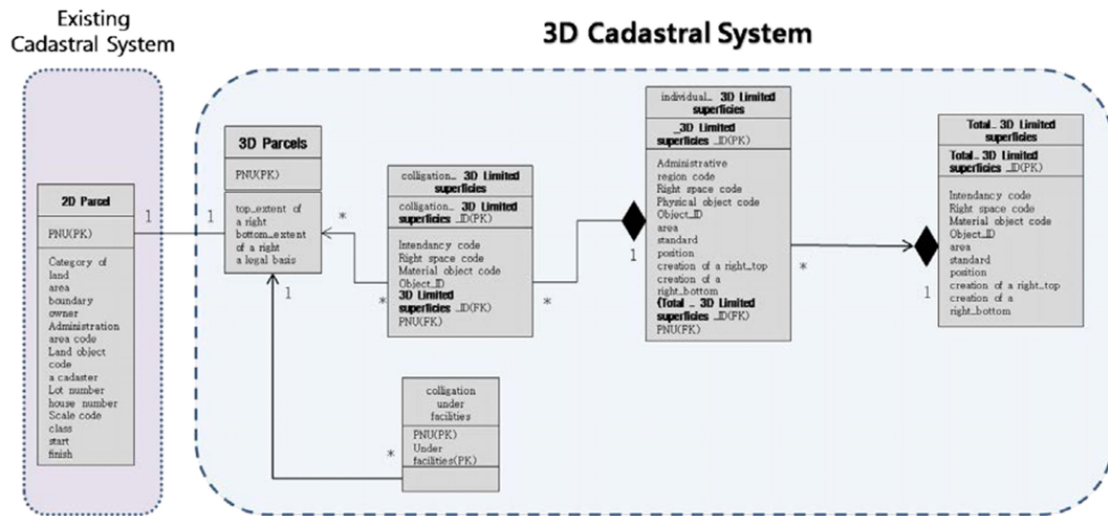 Existing
Cadastral System
3D Cadastral System
2D Parcel
PNU(PK)
Category of
land
area
boundary
owner
Administration
area code
Land object
code
a cadaster
Lot number
house number
Scale code
class
start
finish
1
1
3D Parcels
PNU(PK)
top_extent of
a right
bottom_extent
of a right
a legal basis
*
1
colligation_ 3D Limited
superficies
colligation_ 3D Limited
superficies _ID(PK)
Intendancy code
Right space code
Material object code
Object_ID
3D Limited
superficies _ID(FK)
PNU(FK)
*
*
colligation
under
facilities
PNU(PK)
Under
facilities(PK)
*
individual_ 3D Limited
superficies
_3D Limited
superficies _ID(PK)
Administrative
region code
Right space code
Physical object code
Object_ID
area
standard
position
creation of a right_top
creation of a
right_bottom
(Total _ 3D Limited
superficies _ID(FK)
PNU(FK)
1
*
Total_ 3D Limited
superficies
Total_ 3D Limited
superficies _ID(PK)
Intendancy code
Right space code
Material object code
Object_ID
area
standard
position
creation of a right_top
creation of a
right_bottom
1